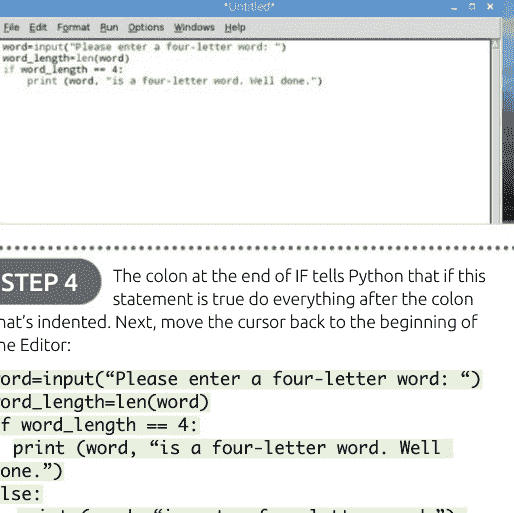 *Untitled*
File Edit Format Run Options Windows Help
word=input("Please enter a four-letter word: ")
word_length=len(word)
if word_length == 4:
print (word, "is a four-letter word. Well done.")
STEP 4 The colon at the end of IF tells Python that if this
statement is true do everything after the colon
hat’s indented. Next, move the cursor back to the beginning of
he Editor:
ord=input(“Please enter a four-letter word: “)
ord_length=len(word)
f word_length == 4:
print (word, “is a four-letter word. Well
one.”)
lse: